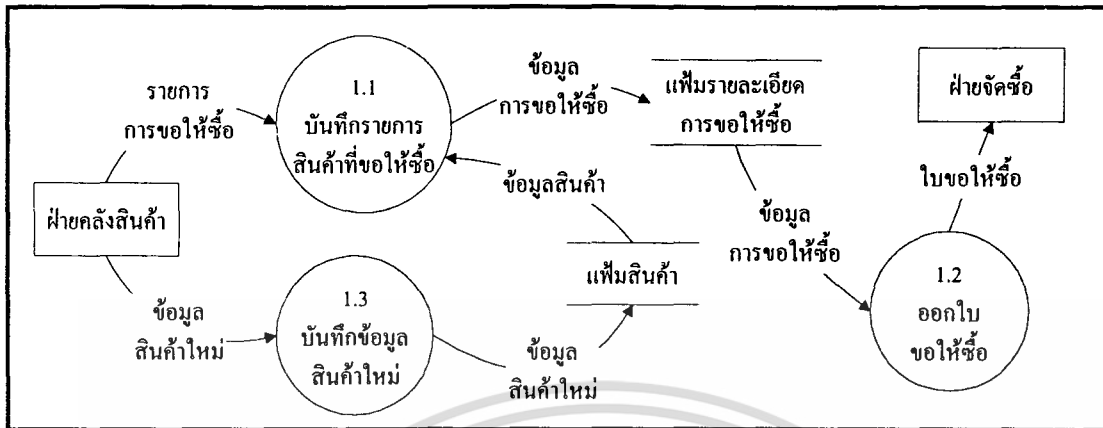 รายการ
การขอให้ซื้อ
1.1
บันทึกรายการ
สินค้าที่ขอให้ซื้อ
ข้อมูล
การขอให้ซื้อ
แฟ้มรายละเอียด
การขอให้ซื้อ
ฝ่ายจัดซื้อ
ฝ่ายคลังสินค้า
ข้อมูลสินค้า
ใบขอให้ซื้อ
ข้อมูล
การขอให้ซื้อ
แฟ้มสินค้า
ข้อมูล
สินค้าใหม่
1.3
บันทึกข้อมูล
สินค้าใหม่
ข้อมูล
สินค้าใหม่
1.2
ออกใบ
ขอให้ซื้อ